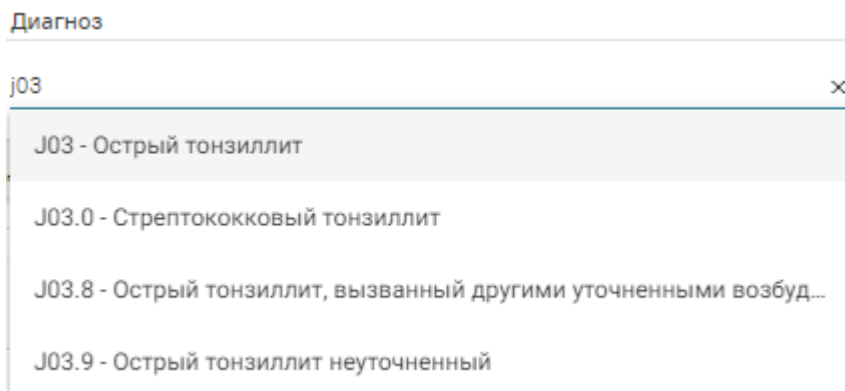 Диагноз
j03
J03 - Острый тонзиллит
J03.0 - Стрептококковый тонзиллит
J03.8 - Острый тонзиллит, вызванный другими уточненными возбуд...
J03.9 - Острый тонзиллит неуточненный